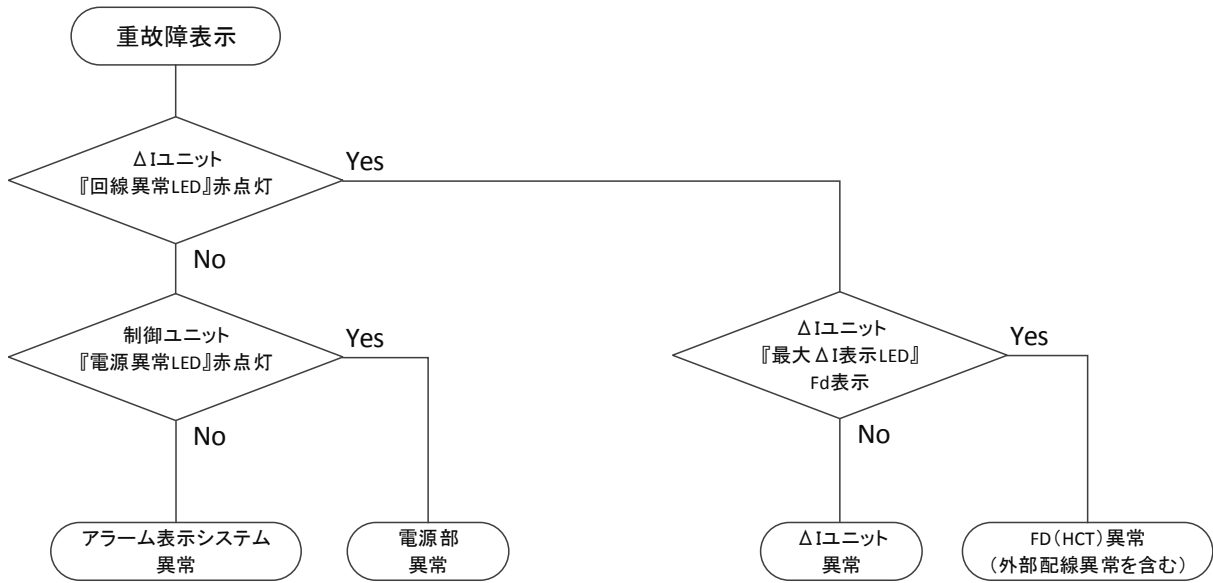 重故障表示
ΔIユニット
『回線異常LED』赤点灯
Yes
No
制御ユニット
『電源異常LED』赤点灯
Yes
No
ΔIユニット
『最大ΔI表示LED』
Fd表示
Yes
No
アラーム表示システム
異常
電源部
異常
ΔIユニット
異常
FD(HCT)異常
(外部配線異常を含む)